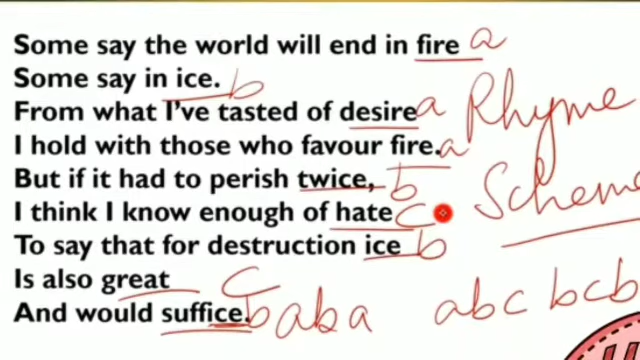 Some say the world will end in fire a
Some say in ice. b
From what I've tasted of desire a Rhyme
I hold with those who favour fire. a
But if it had to perish twice, b Scheme
I think I know enough of hate c
To say that for destruction ice b
Is also great c
And would suffice. b aba abc bcb